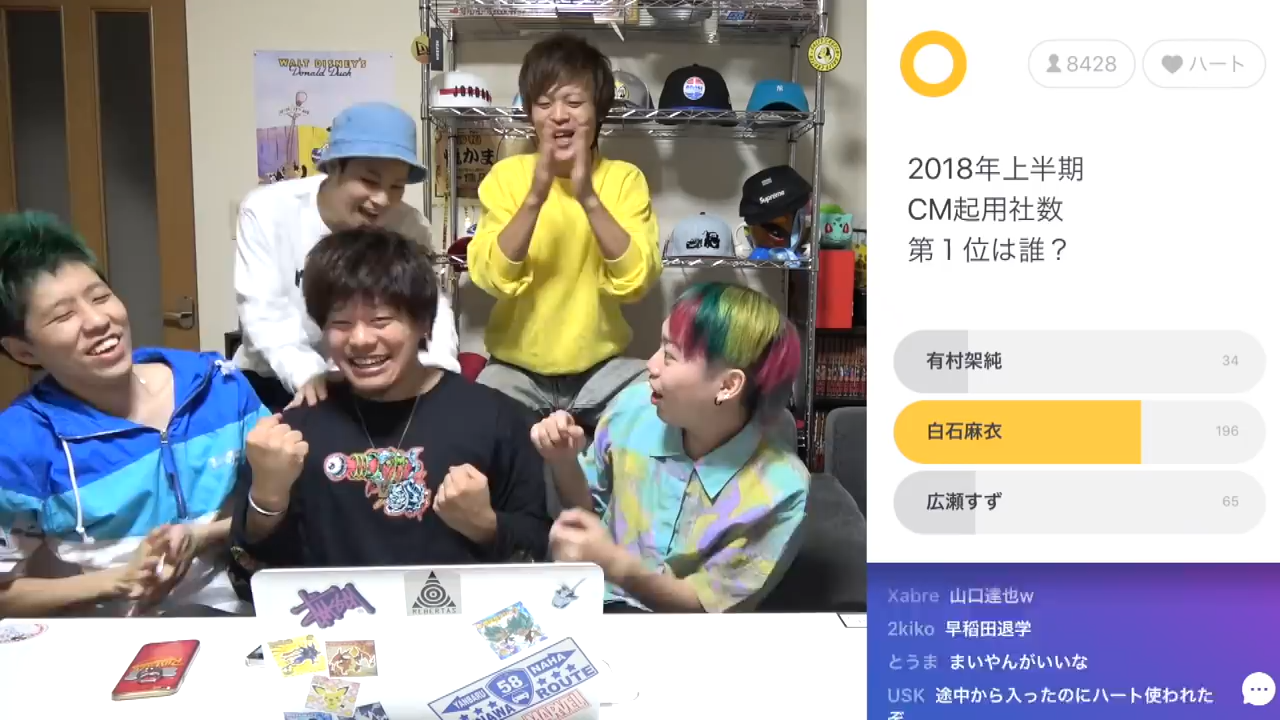 WALT DISNEY'S
Donald Duck
JORDAN
Supreme
REBERTAS
YANBARU
58
NAHA
ROUTE
MARVEL
8428
ハート
2018年上半期
CM起用社数
第１位は誰？
有村架純
34
白石麻衣
196
広瀬すず
65
Xabre 山口達也w
2kiko 早稲田退学
とうま まいやんがいいな
USK 途中から入ったのにハート使われた
ぞ